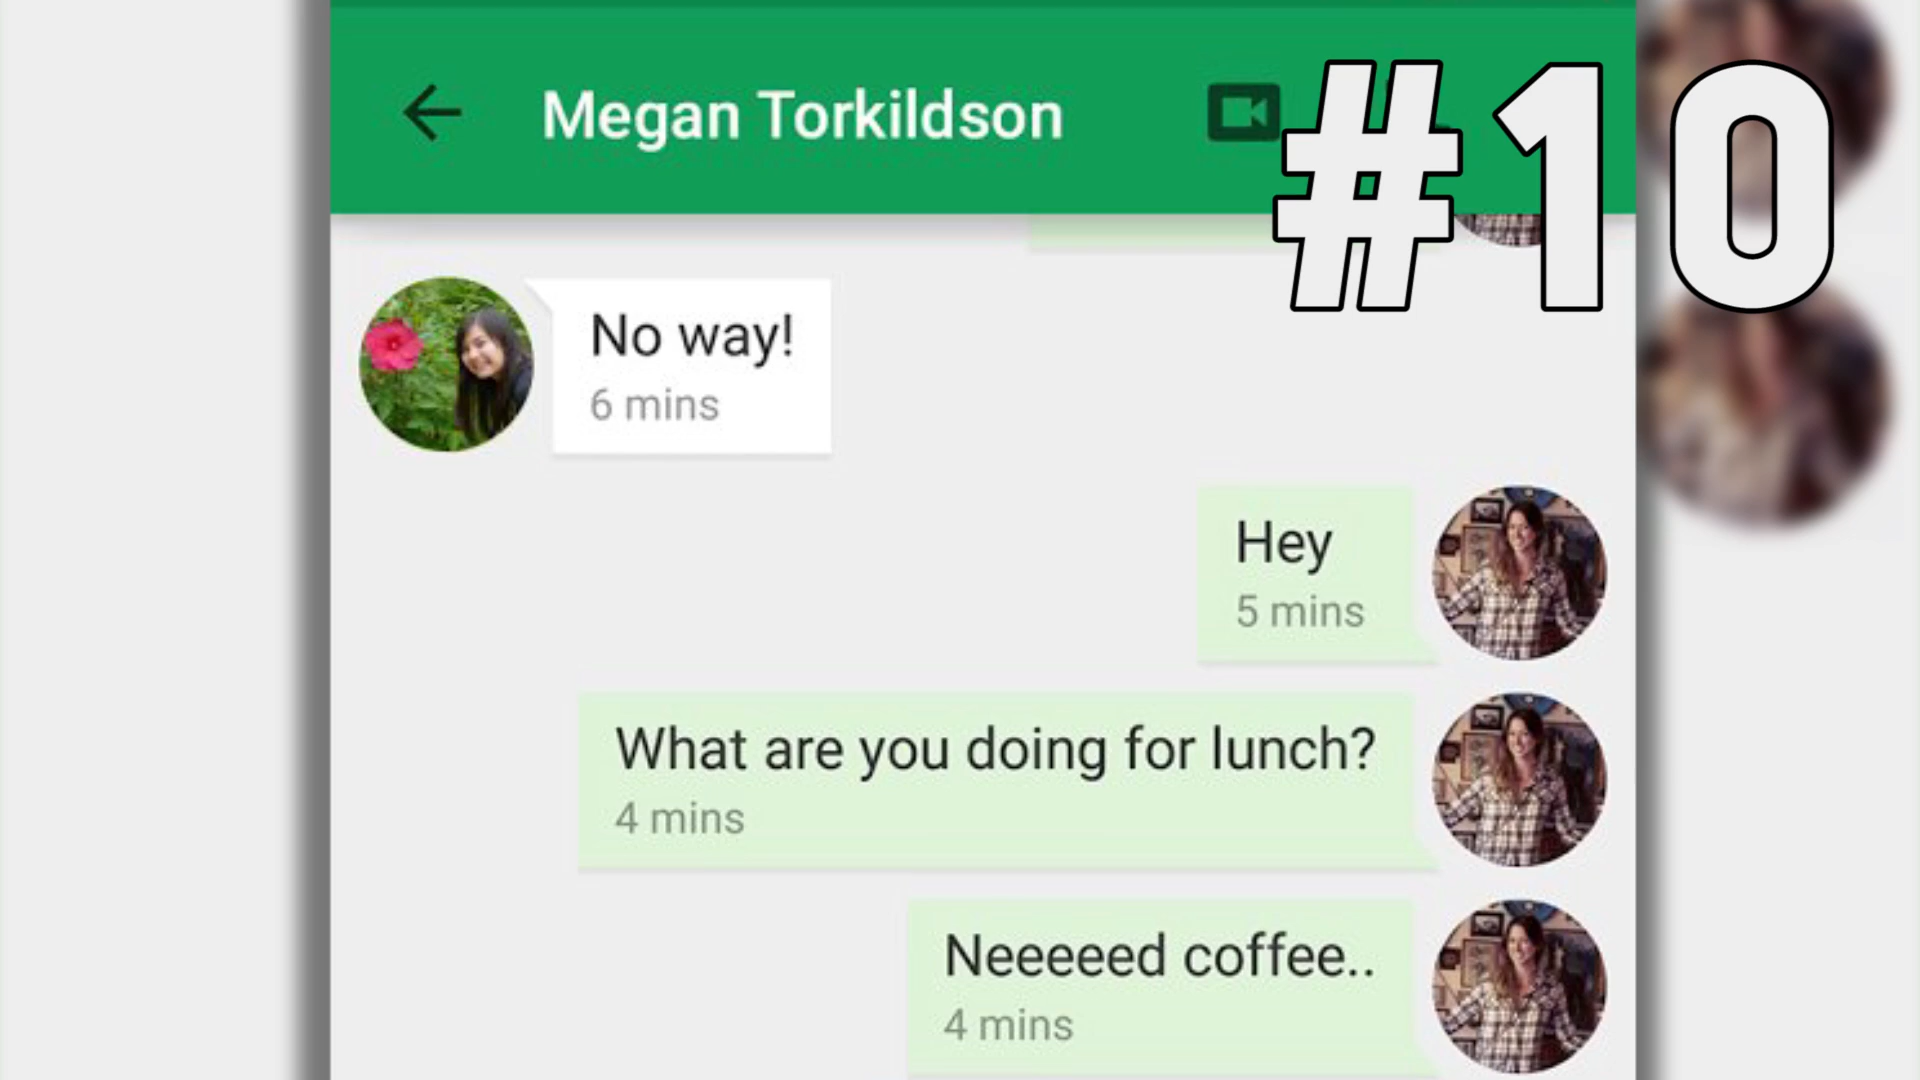 Megan Torkildson
#10
No way!
6 mins
Hey
5 mins
What are you doing for lunch?
4 mins
Neeeeed coffee..
4 mins